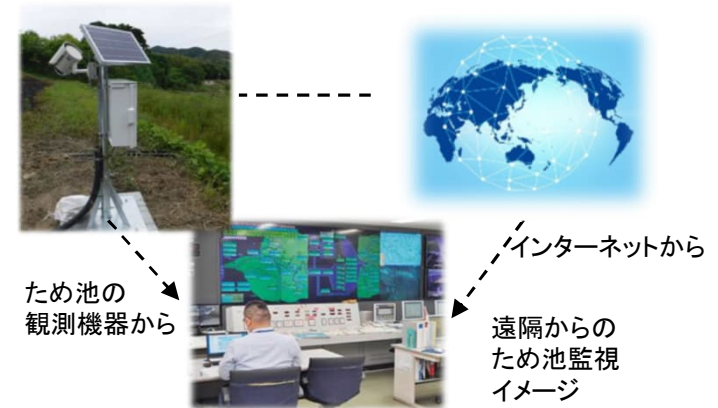 インターネットから
ため池の
観測機器から
遠隔からの
ため池監視
イメージ